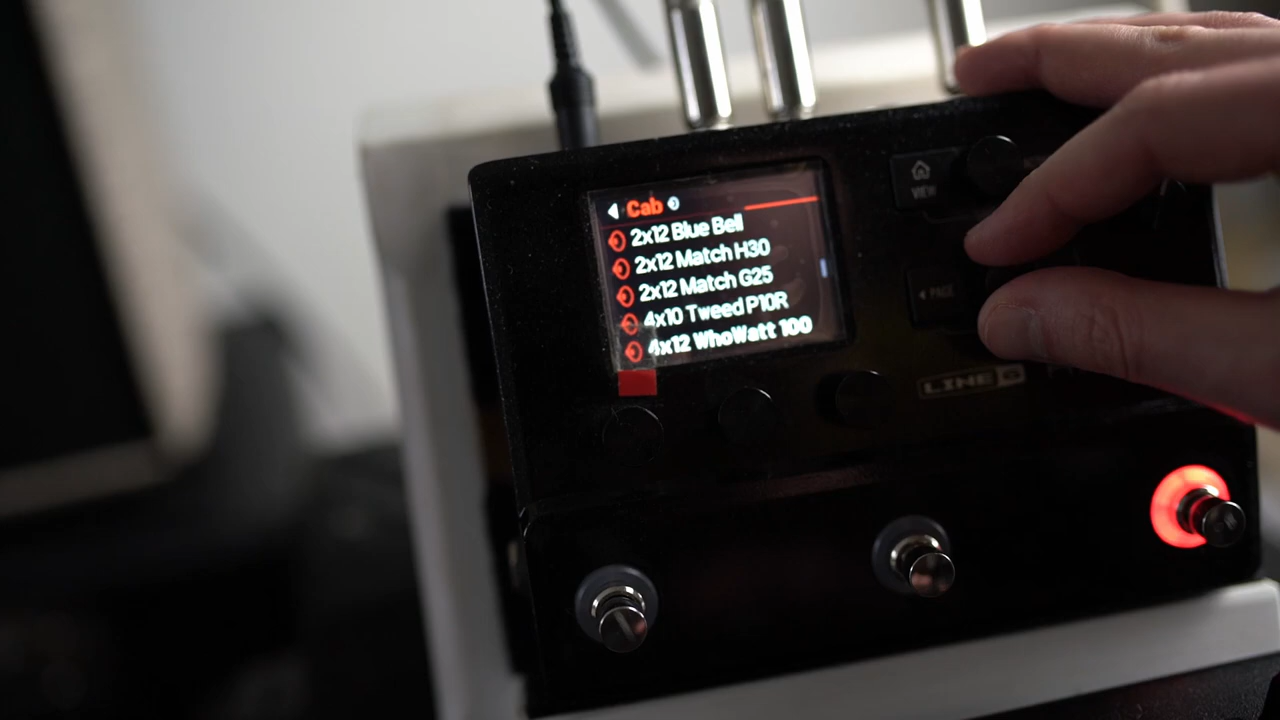 Cab
2x12 Blue Bell
2x12 Match H30
2x12 Match G25
4x10 Tweed P10R
4x12 WhoWatt 100
VIEW
PAGE
LINE 6